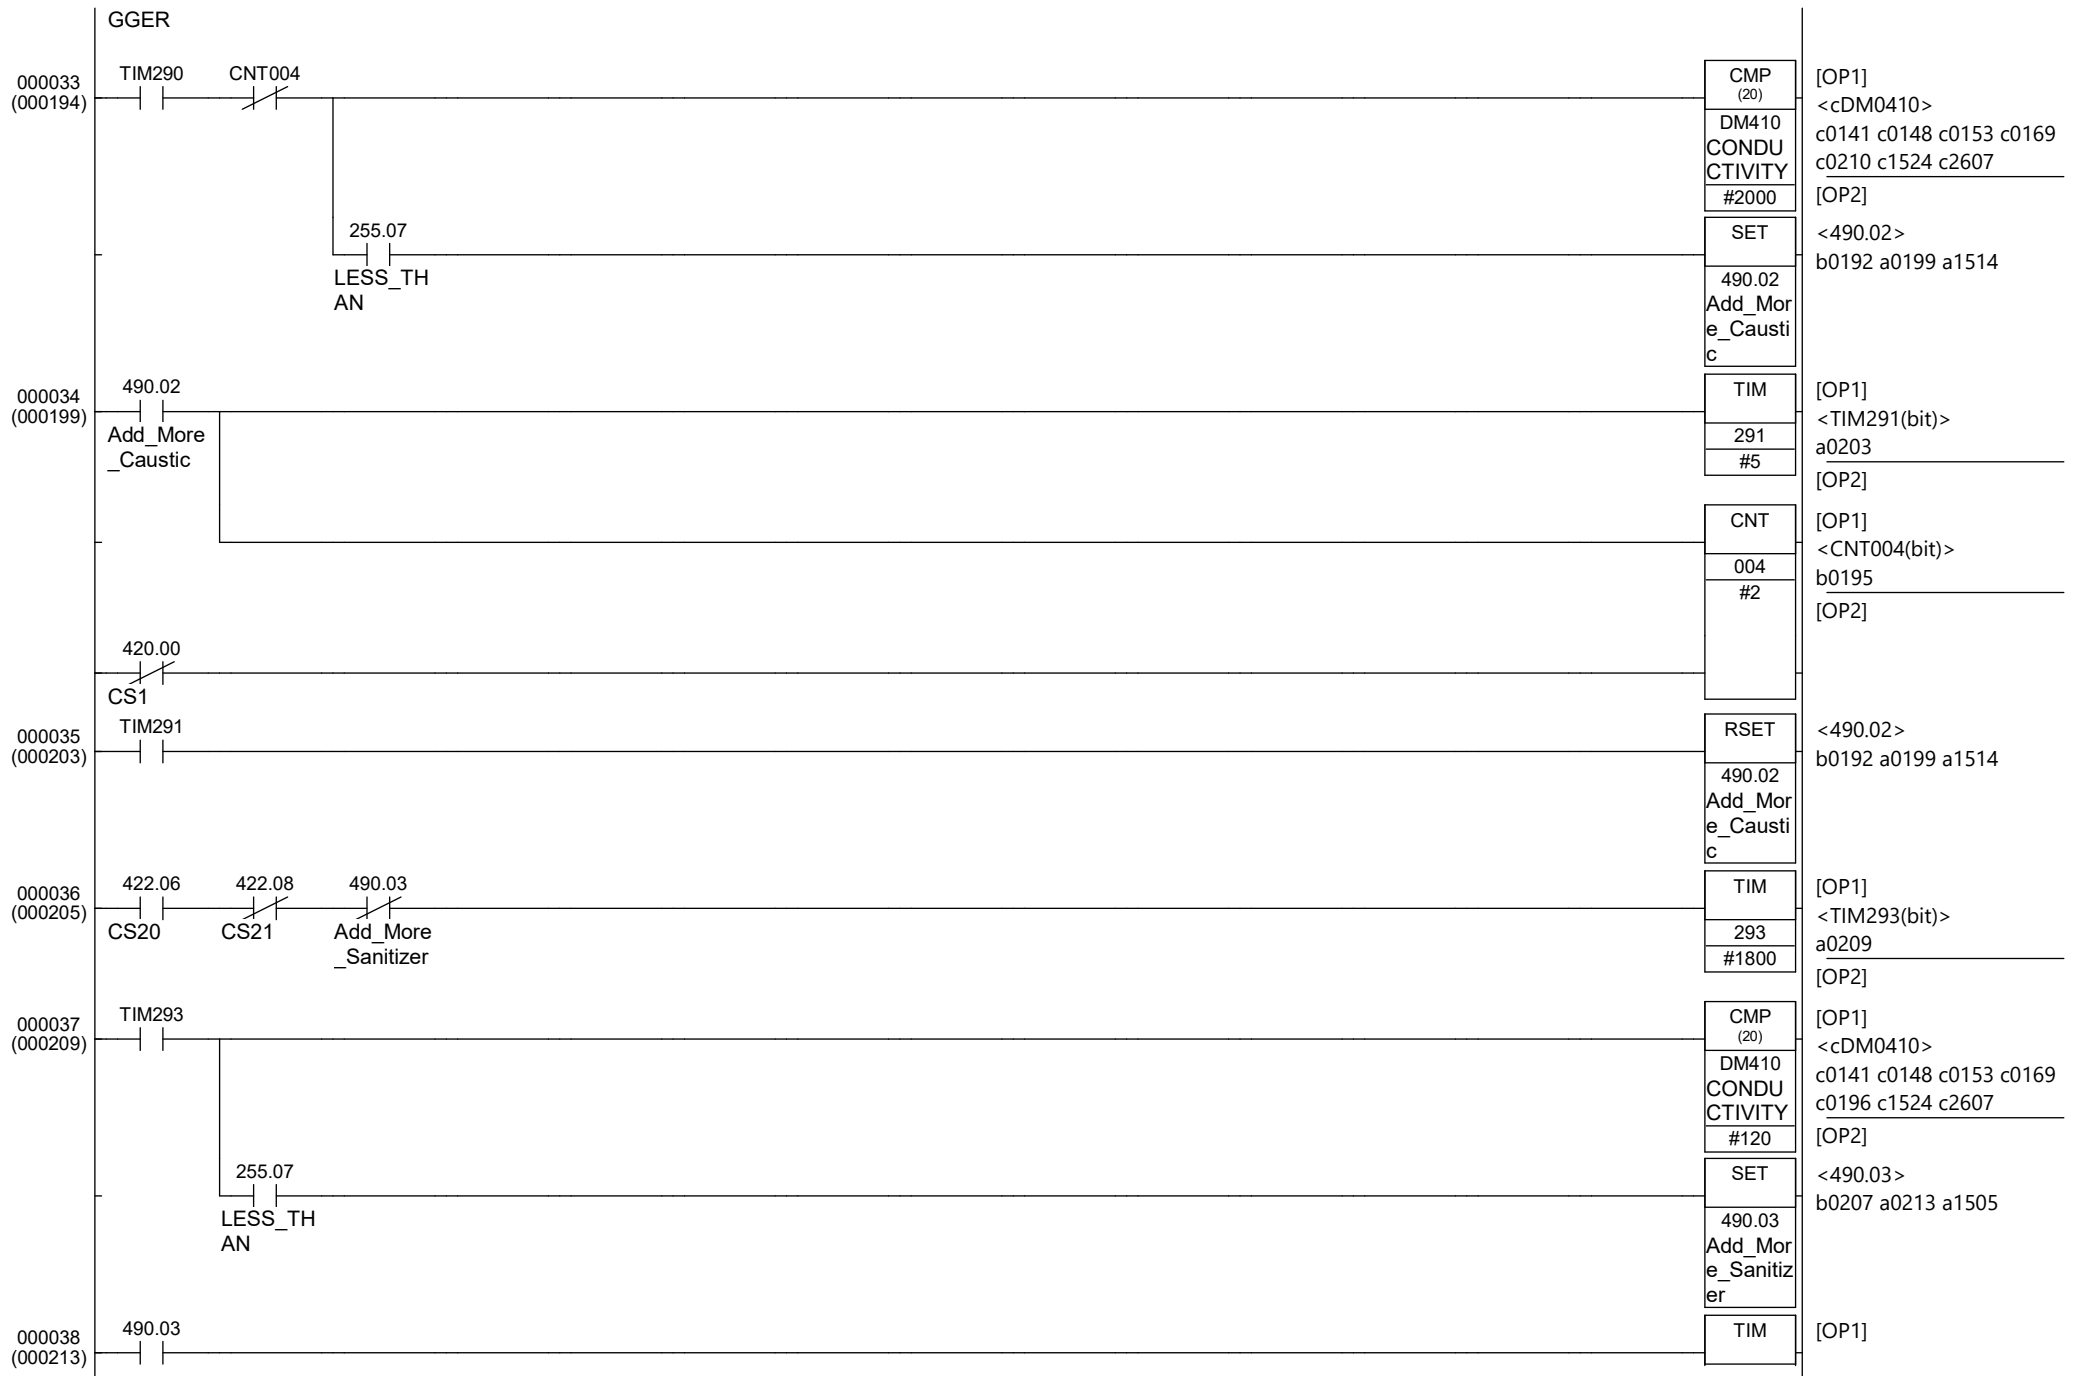 GGER
000033
(000194)
TIM290
CNT004
CMP
(20)
DM410
CONDU
CTIVITY
#2000
[OP1]
<cDM0410>
c0141 c0148 c0153 c0169
c0210 c1524 c2607
[OP2]
255.07
LESS_TH
AN
SET
490.02
Add_Mor
e_Causti
c
<490.02>
b0192 a0199 a1514
000034
(000199)
490.02
Add_More
_Caustic
TIM
291
#5
[OP1]
<TIM291(bit)>
a0203
[OP2]
CNT
004
#2
[OP1]
<CNT004(bit)>
b0195
[OP2]
420.00
CS1
000035
(000203)
TIM291
RSET
490.02
Add_Mor
e_Causti
c
<490.02>
b0192 a0199 a1514
000036
(000205)
422.06
CS20
422.08
CS21
490.03
Add_More
_Sanitizer
TIM
293
#1800
[OP1]
<TIM293(bit)>
a0209
[OP2]
000037
(000209)
TIM293
CMP
(20)
DM410
CONDU
CTIVITY
#120
[OP1]
<cDM0410>
c0141 c0148 c0153 c0169
c0196 c1524 c2607
[OP2]
255.07
LESS_TH
AN
SET
490.03
Add_Mor
e_Sanitiz
er
<490.03>
b0207 a0213 a1505
000038
(000213)
490.03
TIM
[OP1]